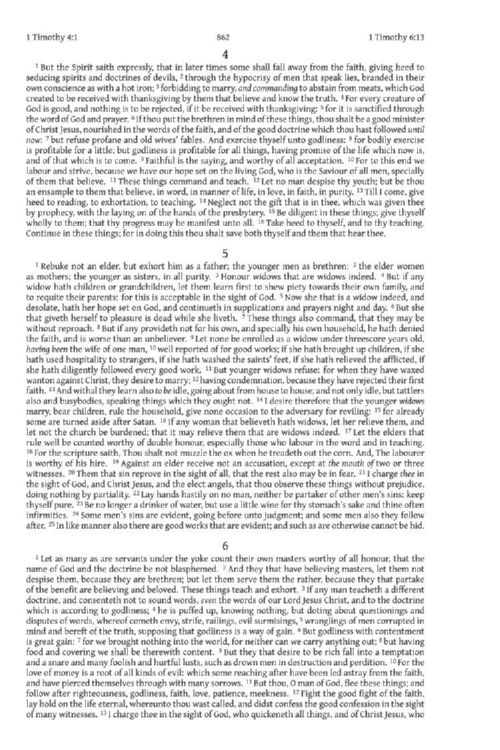 1 Timothy 4:1 862 1 Timothy 6:13
4
1 But the Spirit saith expressly, that in later times some shall fall away from the faith, giving heed to
seducing spirits and doctrines of devils, 2 through the hypocrisy of men that speak lies, branded in their
own conscience as with a hot iron; 3 forbidding to marry, and commanding to abstain from meats, which God
created to be received with thanksgiving by them that believe and know the truth. 4 For every creature of
God is good, and nothing is to be rejected, if it be received with thanksgiving: 5 for it is sanctified through
the word of God and prayer. 6 If thou put the brethren in mind of these things, thou shalt be a good minister
of Christ Jesus, nourished in the words of the faith, and of the good doctrine which thou hast followed until
now: 7 but refuse profane and old wives' fables. And exercise thyself unto godliness: 8 for bodily exercise
is profitable for a little; but godliness is profitable for all things, having promise of the life which now is,
and of that which is to come. 9 Faithful is the saying, and worthy of all acceptation. 10 For to this end we
labour and strive, because we have our hope set on the living God, who is the Saviour of all men, specially
of them that believe. 11 These things command and teach. 12 Let no man despise thy youth; but be thou
an ensample to them that believe, in word, in manner of life, in love, in faith, in purity. 13 Till I come, give
heed to reading, to exhortation, to teaching. 14 Neglect not the gift that is in thee, which was given thee
by prophecy, with the laying on of the hands of the presbytery. 15 Be diligent in these things; give thyself
wholly to them; that thy progress may be manifest unto all. 16 Take heed to thyself, and to thy teaching.
Continue in these things; for in doing this thou shalt save both thyself and them that hear thee.
5
1 Rebuke not an elder, but exhort him as a father; the younger men as brethren: 2 the elder women
as mothers; the younger as sisters, in all purity. 3 Honour widows that are widows indeed. 4 But if any
widow hath children or grandchildren, let them learn first to shew piety towards their own family, and
to requite their parents: for this is acceptable in the sight of God. 5 Now she that is a widow indeed, and
desolate, hath her hope set on God, and continueth in supplications and prayers night and day. 6 But she
that giveth herself to pleasure is dead while she liveth. 7 These things also command, that they may be
without reproach. 8 But if any provideth not for his own, and specially his own household, he hath denied
the faith, and is worse than an unbeliever. 9 Let none be enrolled as a widow under threescore years old,
having been the wife of one man, 10 well reported of for good works; if she hath brought up children, if she
hath used hospitality to strangers, if she hath washed the saints' feet, if she hath relieved the afflicted, if
she hath diligently followed every good work. 11 But younger widows refuse: for when they have waxed
wanton against Christ, they desire to marry; 12 having condemnation, because they have rejected their first
faith. 13 And withal they learn also to be idle, going about from house to house; and not only idle, but tattlers
also and busybodies, speaking things which they ought not. 14 I desire therefore that the younger widows
marry, bear children, rule the household, give none occasion to the adversary for reviling: 15 for already
some are turned aside after Satan. 16 If any woman that believeth hath widows, let her relieve them, and
let not the church be burdened; that it may relieve them that are widows indeed. 17 Let the elders that
rule well be counted worthy of double honour, especially those who labour in the word and in teaching.
18 For the scripture saith, Thou shalt not muzzle the ox when he treadeth out the corn. And, The labourer
is worthy of his hire. 19 Against an elder receive not an accusation, except at the mouth of two or three
witnesses. 20 Them that sin reprove in the sight of all, that the rest also may be in fear. 21 I charge thee in
the sight of God, and Christ Jesus, and the elect angels, that thou observe these things without prejudice,
doing nothing by partiality. 22 Lay hands hastily on no man, neither be partaker of other men's sins: keep
thyself pure. 23 Be no longer a drinker of water, but use a little wine for thy stomach's sake and thine often
infirmities. 24 Some men's sins are evident, going before unto judgment; and some men also they follow
after. 25 In like manner also there are good works that are evident; and such as are otherwise cannot be hid.
6
1 Let as many as are servants under the yoke count their own masters worthy of all honour, that the
name of God and the doctrine be not blasphemed. 2 And they that have believing masters, let them not
despise them, because they are brethren; but let them serve them the rather, because they that partake
of the benefit are believing and beloved. These things teach and exhort. 3 If any man teacheth a different
doctrine, and consenteth not to sound words, even the words of our Lord Jesus Christ, and to the doctrine
which is according to godliness; 4 he is puffed up, knowing nothing, but doting about questionings and
disputes of words, whereof cometh envy, strife, railings, evil surmisings, 5 wranglings of men corrupted in
mind and bereft of the truth, supposing that godliness is a way of gain. 6 But godliness with contentment
is great gain: 7 for we brought nothing into the world, for neither can we carry anything out; 8 but having
food and covering we shall be therewith content. 9 But they that desire to be rich fall into a temptation
and a snare and many foolish and hurtful lusts, such as drown men in destruction and perdition. 10 For the
love of money is a root of all kinds of evil: which some reaching after have been led astray from the faith,
and have pierced themselves through with many sorrows. 11 But thou, O man of God, flee these things; and
follow after righteousness, godliness, faith, love, patience, meekness. 12 Fight the good fight of the faith,
lay hold on the life eternal, whereunto thou wast called, and didst confess the good confession in the sight
of many witnesses. 13 I charge thee in the sight of God, who quickeneth all things, and of Christ Jesus, who